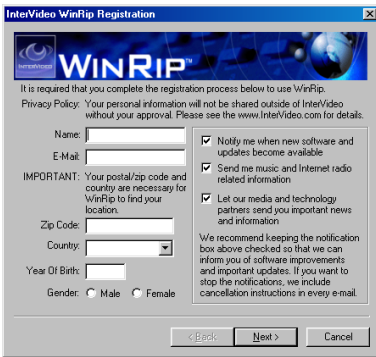 InterVideo WinRip Registration
INTERVIDEO
WINRIP™
It is required that you complete the registration process below to use WinRip.
Privacy Policy: Your personal information will not be shared outside of InterVideo
without your approval. Please see the www.InterVideo.com for details.
Name:
E-Mail:
IMPORTANT: Your postal/zip code and
country are necessary for
WinRip to find your
location.
Zip Code:
Country:
Year Of Birth:
Gender: Male Female
Notify me when new software and
updates become available
Send me music and Internet radio
related information
Let our media and technology
partners send you important news
and information
We recommend keeping the notification
box above checked so that we can
inform you of software improvements
and important updates. If you want to
stop the notifications, we include
cancellation instructions in every e-mail.
< Back Next > Cancel